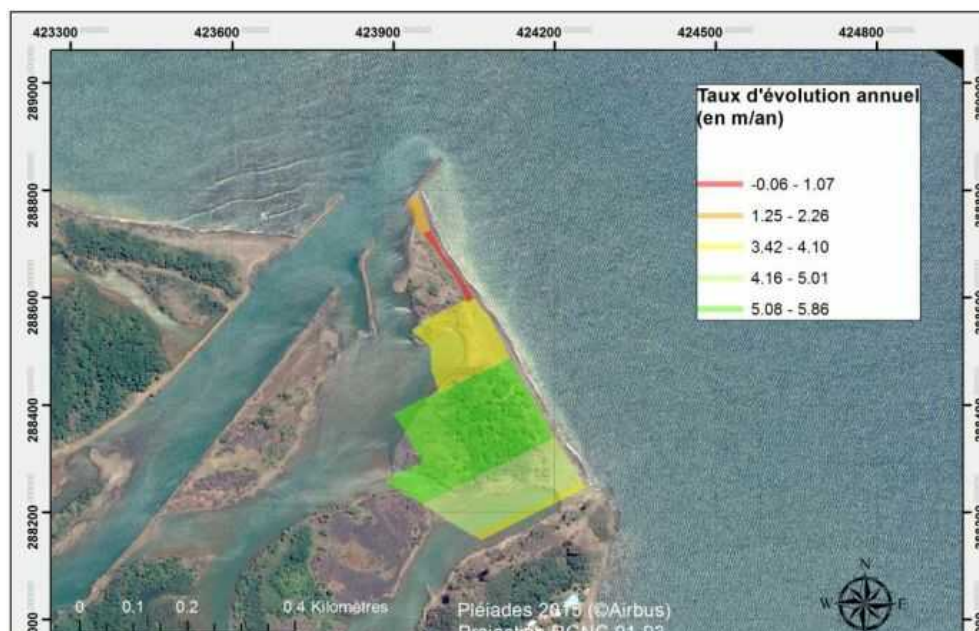 423300 423600 423900 424200 424500 424800
289000
288800
288600
288400
288200
Taux d'évolution annuel
(en m/an)
-0.06 - 1.07
1.25 - 2.26
3.42 - 4.10
4.16 - 5.01
5.08 - 5.86
288400
288200
N
W E
0 0.1 0.2 0.4 Kilomètres
Pléiades 2015 (©Airbus)